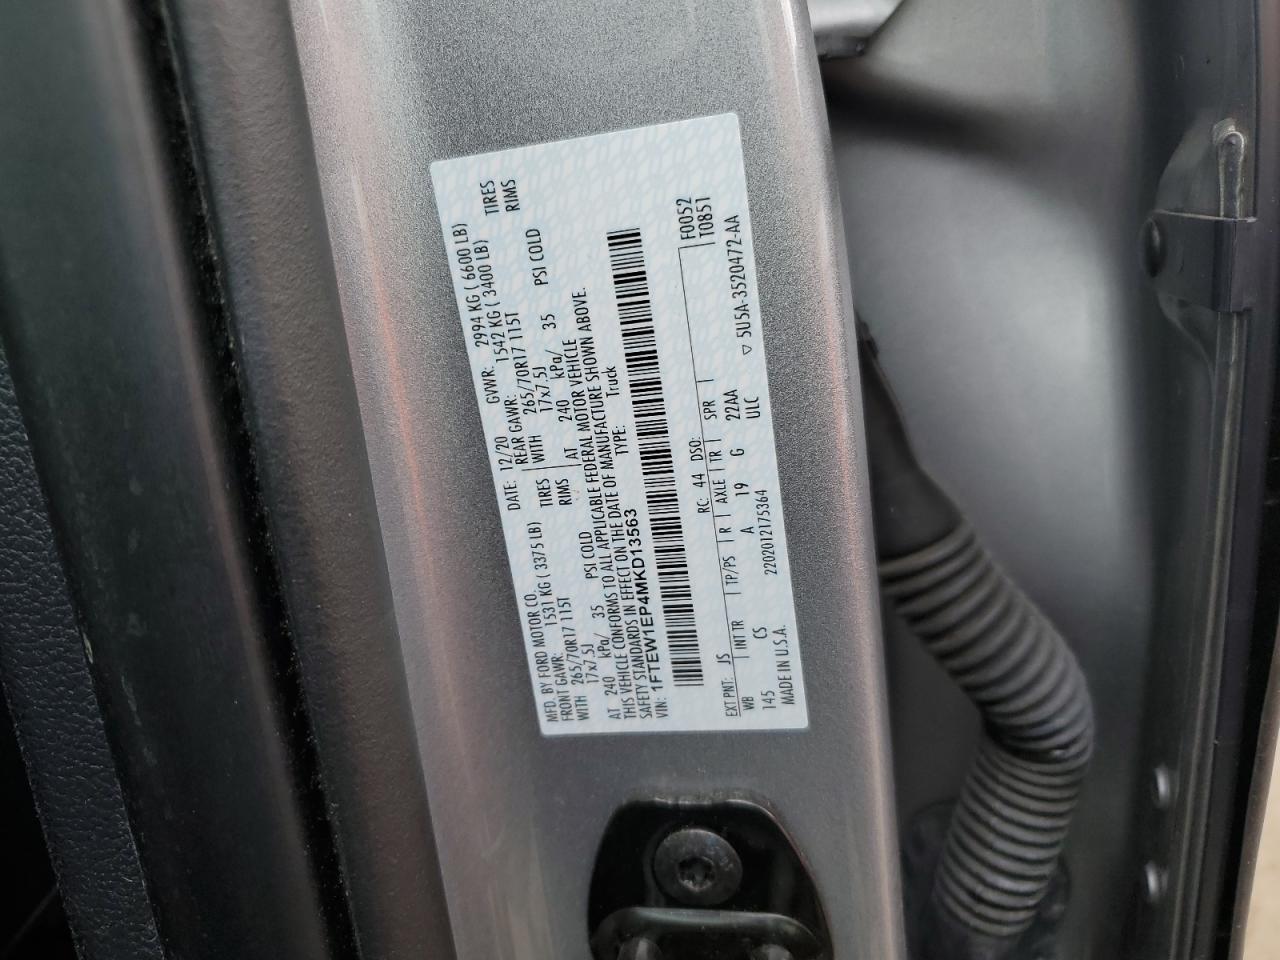 MFD. BY FORD MOTOR CO. DATE: 12/20 GVWR: 2994 KG ( 6600 LB)
FRONT GAWR: 1531 KG ( 3375 LB) REAR GAWR: 1542 KG ( 3400 LB)
WITH 265/70R17 115T TIRES WITH 265/70R17 115T TIRES
17x7.5J RIMS 17x7.5J RIMS
AT 240 kPa/ 35 PSI COLD AT 240 kPa/ 35 PSI COLD
THIS VEHICLE CONFORMS TO ALL APPLICABLE FEDERAL MOTOR VEHICLE
SAFETY STANDARDS IN EFFECT ON THE DATE OF MANUFACTURE SHOWN ABOVE.
VIN: 1FTEW1EP4MKD13563 TYPE: Truck
F0052
EXT PNT: JS RC: 44 DSO: T0851
WB INT TR TP/PS R AXLE TR SPR
145 CS A 19 G 22AA ▽ 5U5A-3520472-AA
MADE IN U.S.A. 2202012175364 ULC